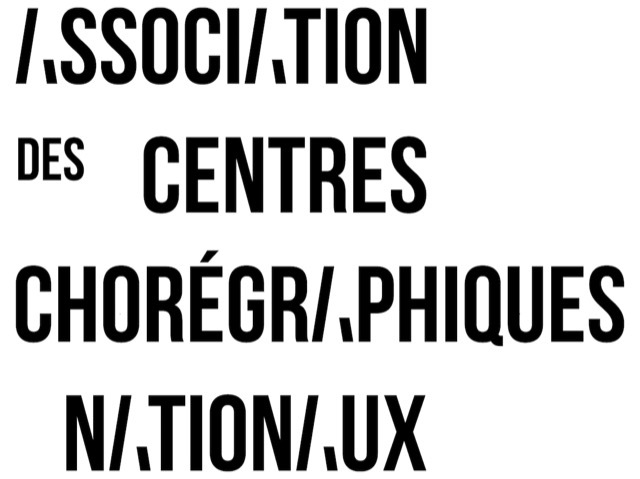 ASSOCIATION
DES CENTRES
CHORÉGRAPHIQUES
NATIONAUX